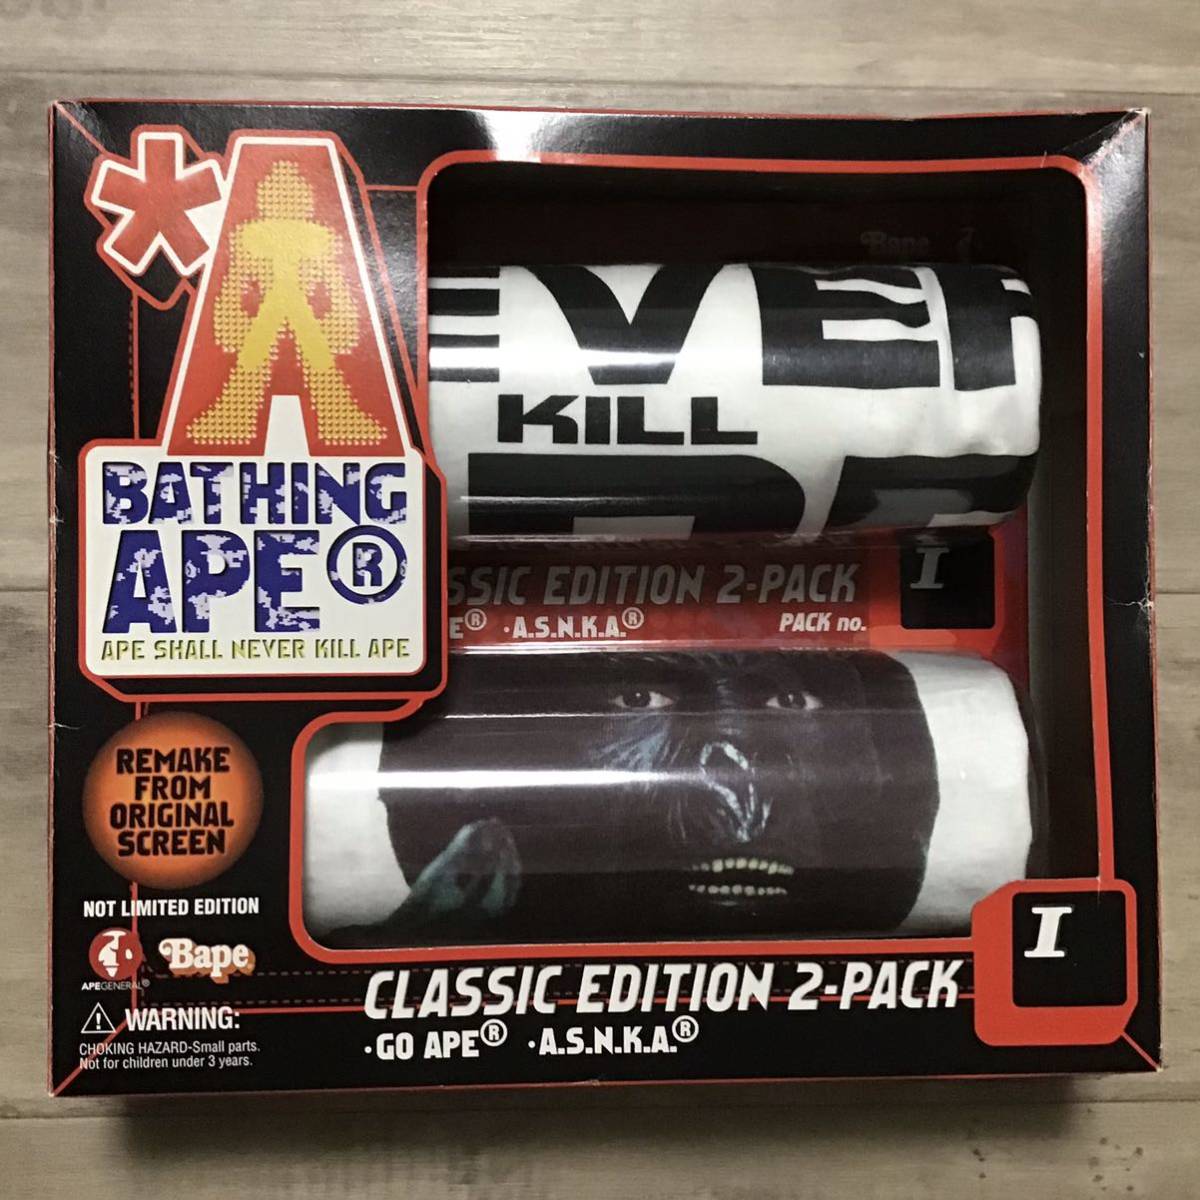 *A
BATHING
APE®
APE SHALL NEVER KILL APE
EVER
KILL
CLASSIC EDITION 2-PACK
E® ·A.S.N.K.A.®
PACK no.
I
REMAKE
FROM
ORIGINAL
SCREEN
NOT LIMITED EDITION
APEGENERAL®
Bape
WARNING:
CHOKING HAZARD-Small parts.
Not for children under 3 years.
CLASSIC EDITION 2-PACK
·GO APE® ·A.S.N.K.A.®
I